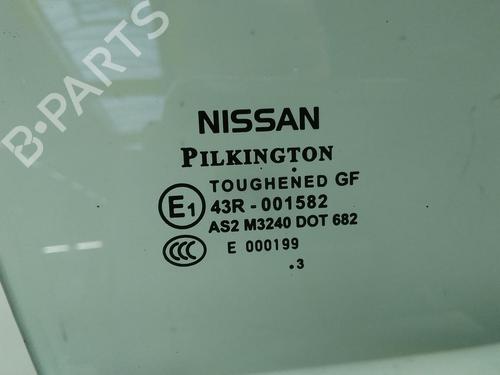 B-PARTS
NISSAN
PILKINGTON
TOUGHENED GF
E1 43R - 001582
AS2 M3240 DOT 682
CCC E 000199
.3